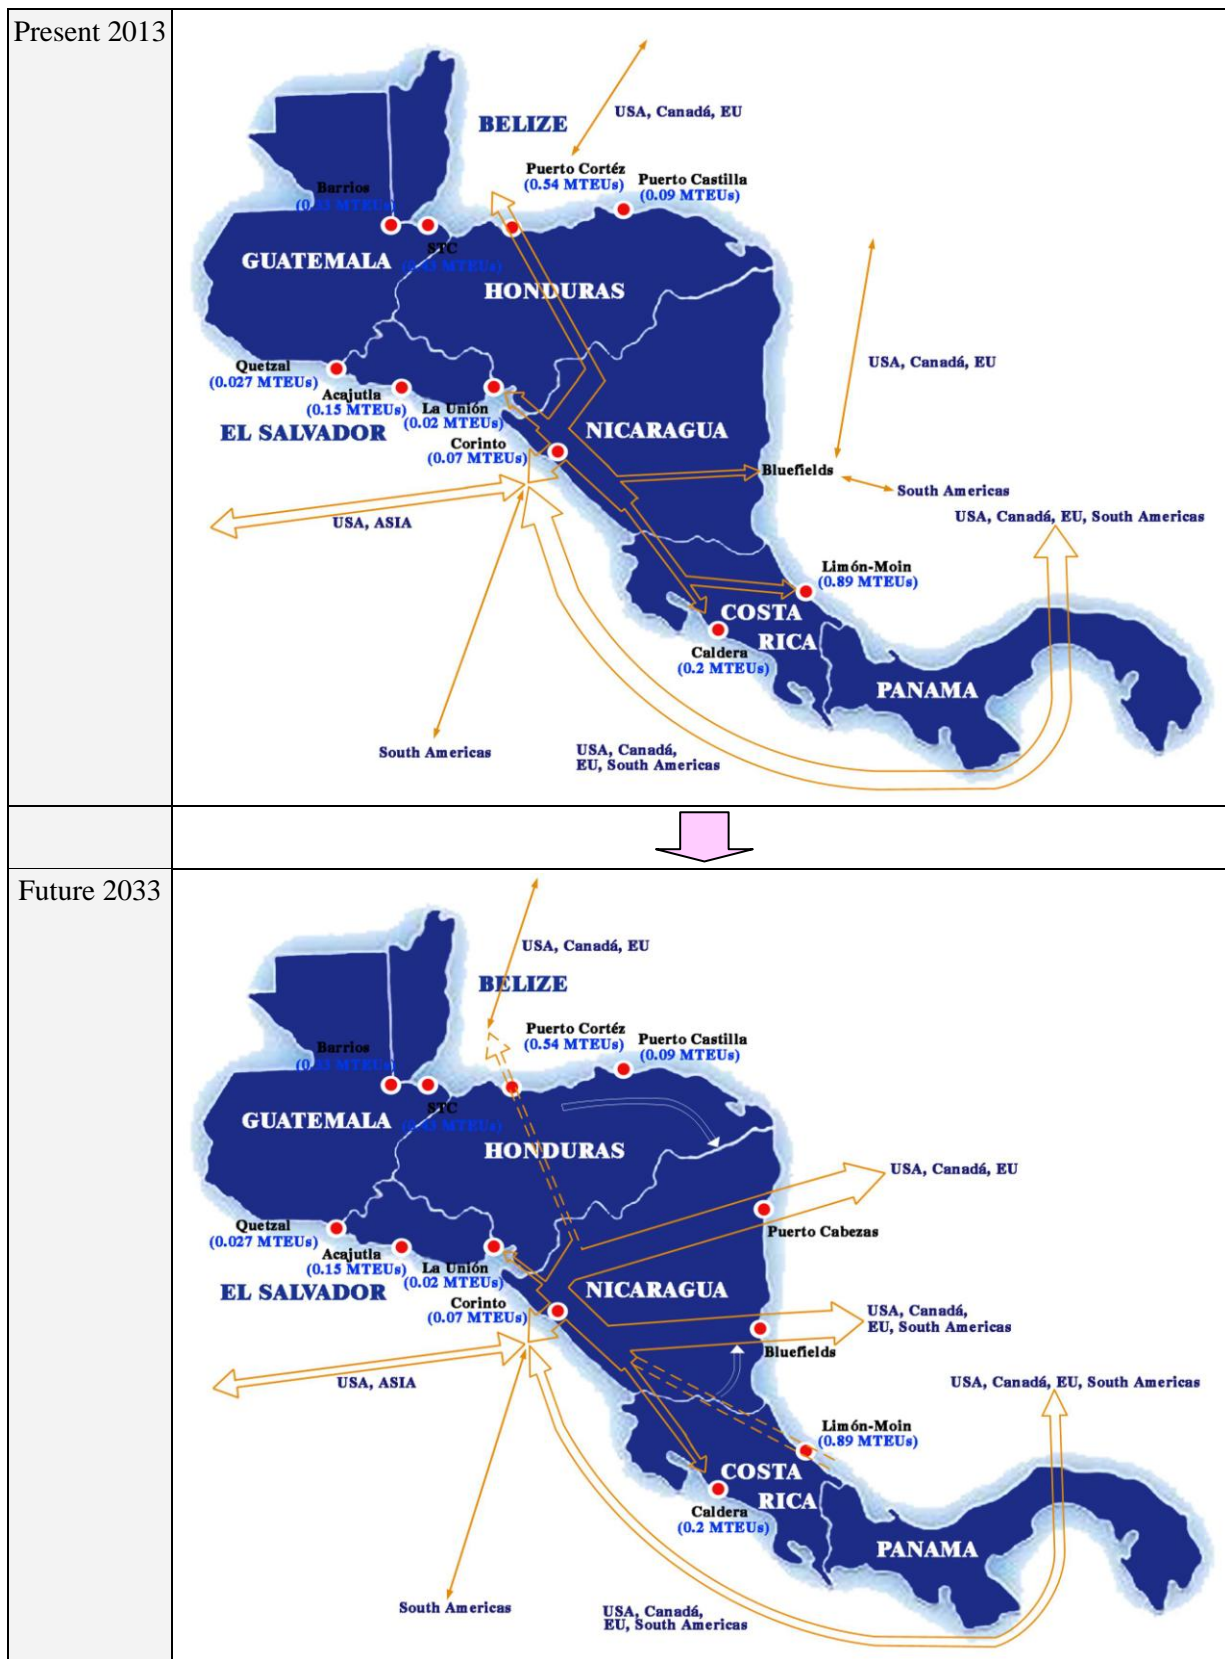 Present 2013
USA, Canadá, EU
BELIZE
Puerto Cortéz
(0.54 MTEUs)
Puerto Castilla
(0.09 MTEUs)
Barrios
STC
GUATEMALA
HONDURAS
Quetzal
(0.027 MTEUs)
Acajutla
(0.15 MTEUs)
La Unión
(0.02 MTEUs)
EL SALVADOR
Corinto
(0.07 MTEUs)
NICARAGUA
USA, Canadá, EU
Bluefields
South Americas
USA, Canadá, EU, South Americas
USA, ASIA
Limón-Moin
(0.89 MTEUs)
COSTA
RICA
Caldera
(0.2 MTEUs)
PANAMA
South Americas
USA, Canadá,
EU, South Americas
Future 2033
USA, Canadá, EU
BELIZE
Puerto Cortéz
(0.54 MTEUs)
Puerto Castilla
(0.09 MTEUs)
Barrios
STC
GUATEMALA
HONDURAS
USA, Canadá, EU
Quetzal
(0.027 MTEUs)
Acajutla
(0.15 MTEUs)
La Unión
(0.02 MTEUs)
EL SALVADOR
Corinto
(0.07 MTEUs)
Puerto Cabezas
NICARAGUA
USA, Canadá,
EU, South Americas
Bluefields
USA, ASIA
USA, Canadá, EU, South Americas
Limón-Moin
(0.89 MTEUs)
COSTA
RICA
Caldera
(0.2 MTEUs)
PANAMA
South Americas
USA, Canadá,
EU, South Americas